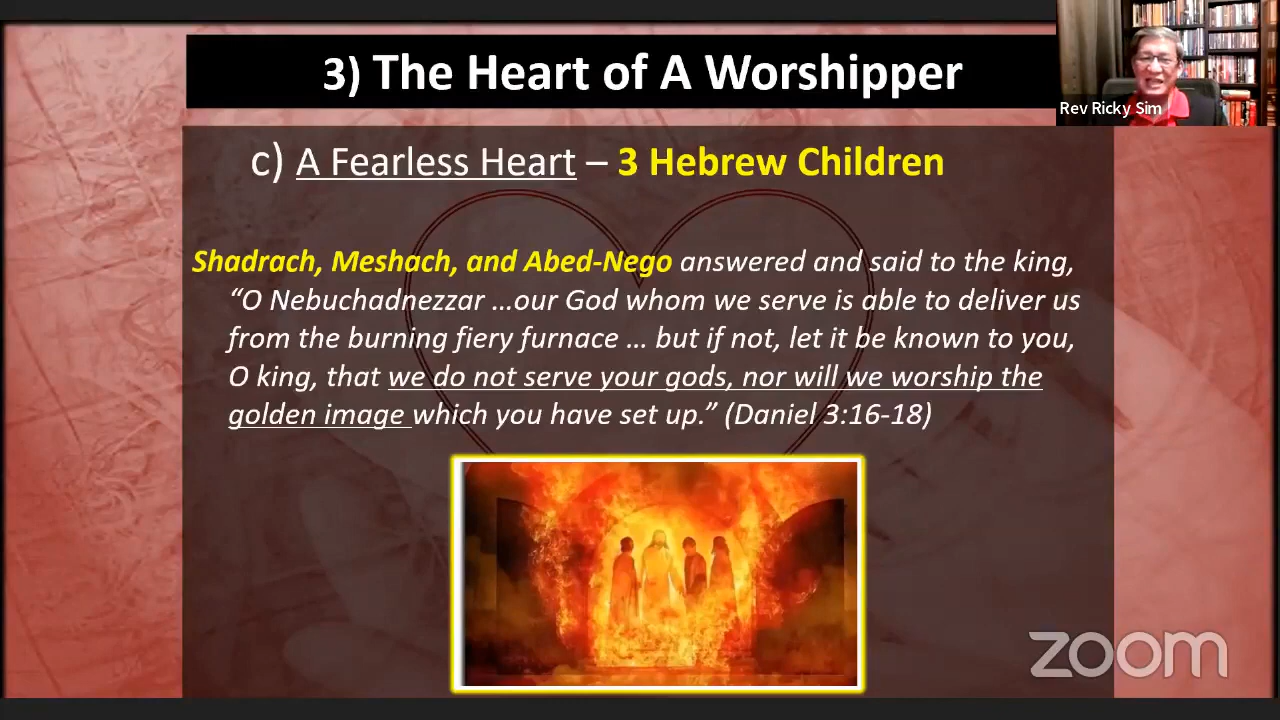 3) The Heart of A Worshipper
Rev Ricky Sim
c) A Fearless Heart – 3 Hebrew Children
Shadrach, Meshach, and Abed-Nego answered and said to the king,
“O Nebuchadnezzar …our God whom we serve is able to deliver us
from the burning fiery furnace … but if not, let it be known to you,
O king, that we do not serve your gods, nor will we worship the
golden image which you have set up.” (Daniel 3:16-18)
zoom